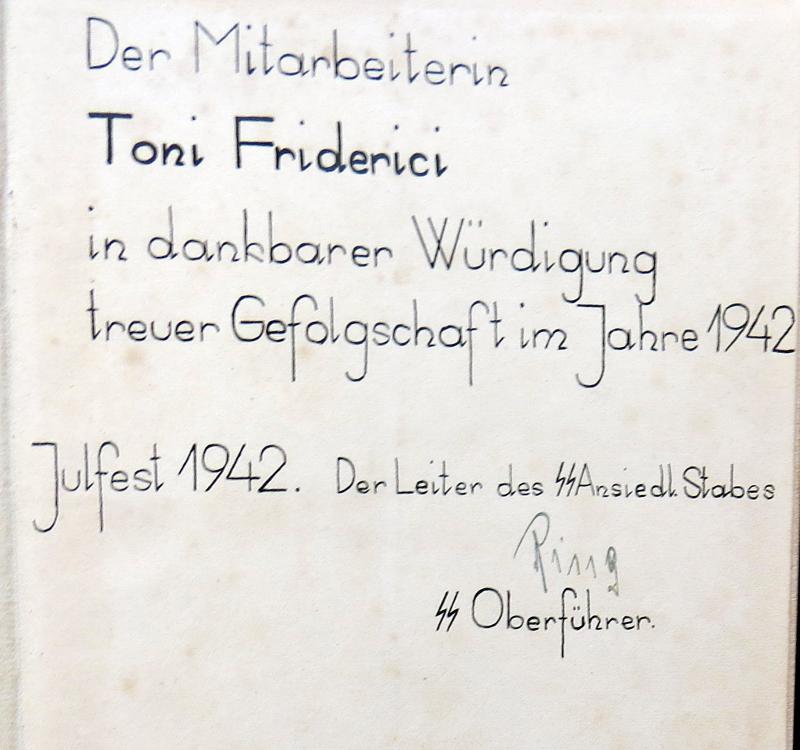 Der Mitarbeiterin
Toni Friderici
in dankbarer Würdigung
treuer Gefolgschaft im Jahre 1942
Julfest 1942. Der Leiter des ᛋᛋAnsiedl. Stabes
Ring
ᛋᛋ Oberführer.